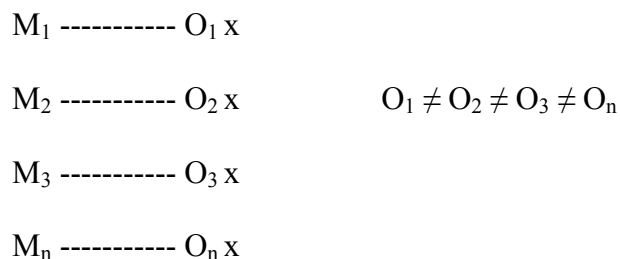 M₁ ----------- O₁ x
M₂ ----------- O₂ x O₁ ≠ O₂ ≠ O₃ ≠ Oₙ
M₃ ----------- O₃ x
Mₙ ----------- Oₙ x